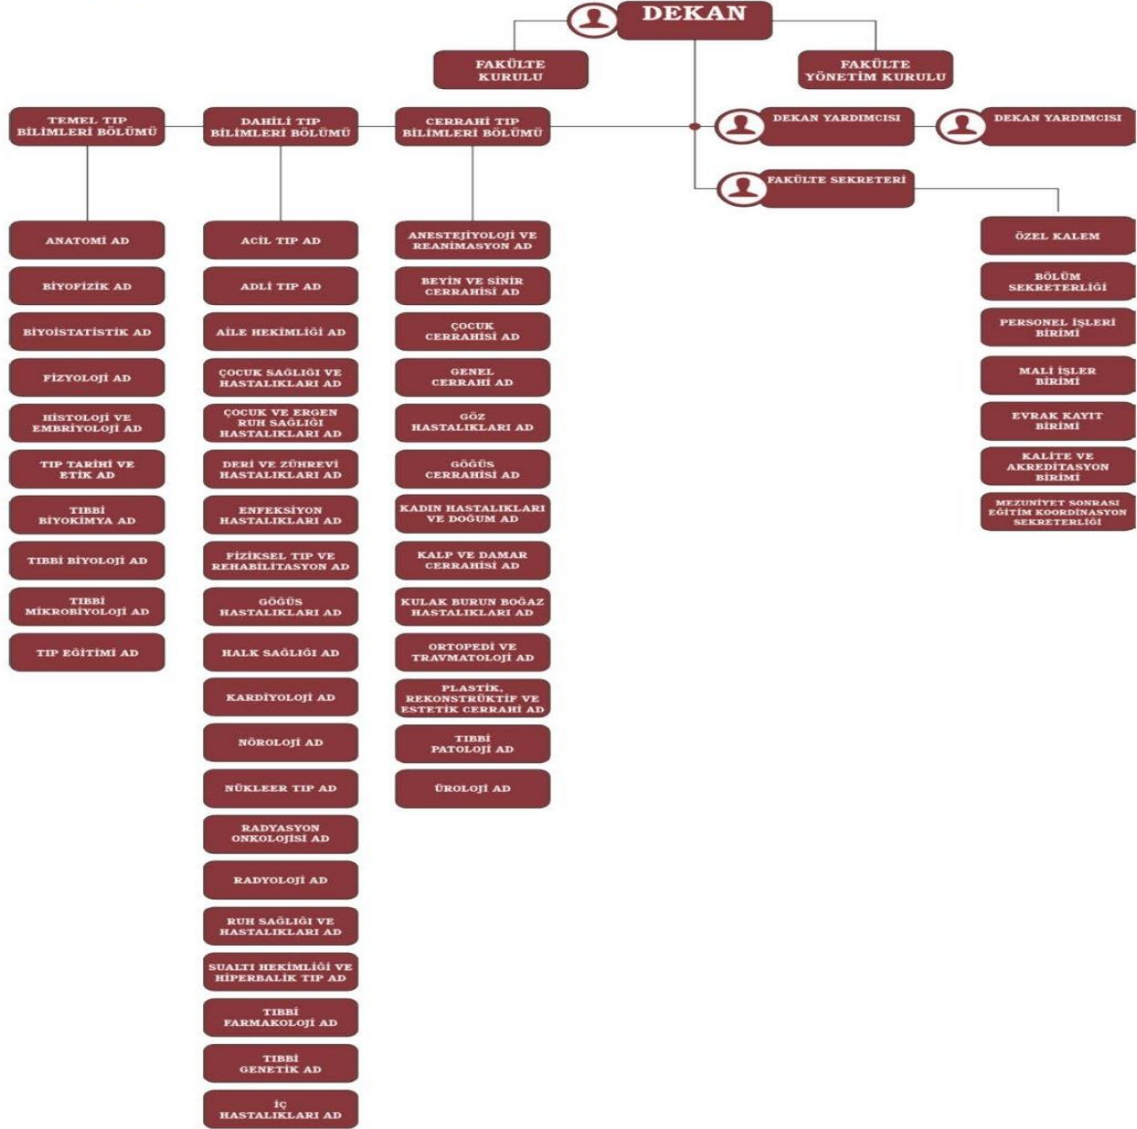 DEKAN
FAKÜLTE
KURULU
FAKÜLTE
YÖNETİM KURULU
TEMEL TIP
BİLİMLERİ BÖLÜMÜ
DAHİLİ TIP
BİLİMLERİ BÖLÜMÜ
CERRAHİ TIP
BİLİMLERİ BÖLÜMÜ
DEKAN YARDIMCISI
DEKAN YARDIMCISI
FAKÜLTE SEKRETERİ
ANATOMİ AD
BİYOFİZİK AD
BİYOİSTATİSTİK AD
FİZYOLOJİ AD
HİSTOLOJİ VE
EMBRİYOLOJİ AD
TIP TARİHİ VE
ETİK AD
TIBBİ
BİYOKİMYA AD
TIBBİ BİYOLOJİ AD
TIBBİ
MİKROBİYOLOJİ AD
TIP EĞİTİMİ AD
ACİL TIP AD
ADLİ TIP AD
AİLE HEKİMLİĞİ AD
ÇOCUK SAĞLIĞI VE
HASTALIKLARI AD
ÇOCUK VE ERGEN
RUH SAĞLIĞI
HASTALIKLARI AD
DERİ VE ZÜHREVİ
HASTALIKLARI AD
ENFEKSİYON
HASTALIKLARI AD
FİZİKSEL TIP VE
REHABİLİTASYON AD
GÖĞÜS
HASTALIKLARI AD
HALK SAĞLIĞI AD
KARDİYOLOJİ AD
NÖROLOJİ AD
NÜKLEER TIP AD
RADYASYON
ONKOLOJİSİ AD
RADYOLOJİ AD
RUH SAĞLIĞI VE
HASTALIKLARI AD
SUALTI HEKİMLİĞİ VE
HİPERBALİK TIP AD
TIBBİ
FARMAKOLOJİ AD
TIBBİ
GENETİK AD
İÇ
HASTALIKLARI AD
ANESTEJİYOLOJİ VE
REANİMASYON AD
BEYİN VE SİNİR
CERRAHİSİ AD
ÇOCUK
CERRAHİSİ AD
GENEL
CERRAHİ AD
GÖZ
HASTALIKLARI AD
GÖĞÜS
CERRAHİSİ AD
KADIN HASTALIKLARI
VE DOĞUM AD
KALP VE DAMAR
CERRAHİSİ AD
KULAK BURUN BOĞAZ
HASTALIKLARI AD
ORTOPEDİ VE
TRAVMATOLOJİ AD
PLASTİK,
REKONSTRÜKTİF VE
ESTETİK CERRAHİ AD
TIBBİ
PATOLOJİ AD
ÜROLOJİ AD
ÖZEL KALEM
BÖLÜM
SEKRETERLİĞİ
PERSONEL İŞLERİ
BİRİMİ
MALİ İŞLER
BİRİMİ
EVRAK KAYIT
BİRİMİ
KALİTE VE
AKREDİTASYON
BİRİMİ
MEZUNİYET SONRASI
EĞİTİM KOORDİNASYON
SEKRETERLİĞİ